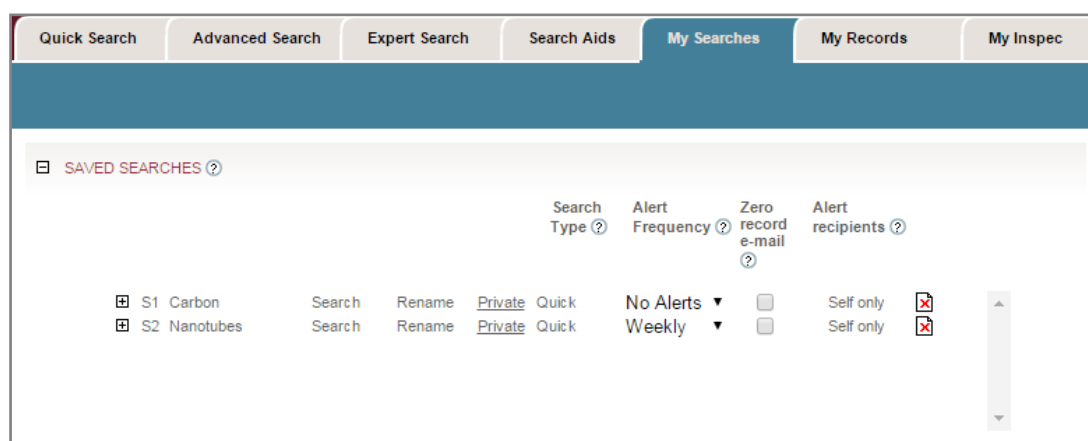 Quick Search Advanced Search Expert Search Search Aids My Searches My Records My Inspec
SAVED SEARCHES ?
Search Type ? Alert Frequency ? Zero record e-mail ? Alert recipients ?
S1 Carbon Search Rename Private Quick No Alerts Self only
S2 Nanotubes Search Rename Private Quick Weekly Self only